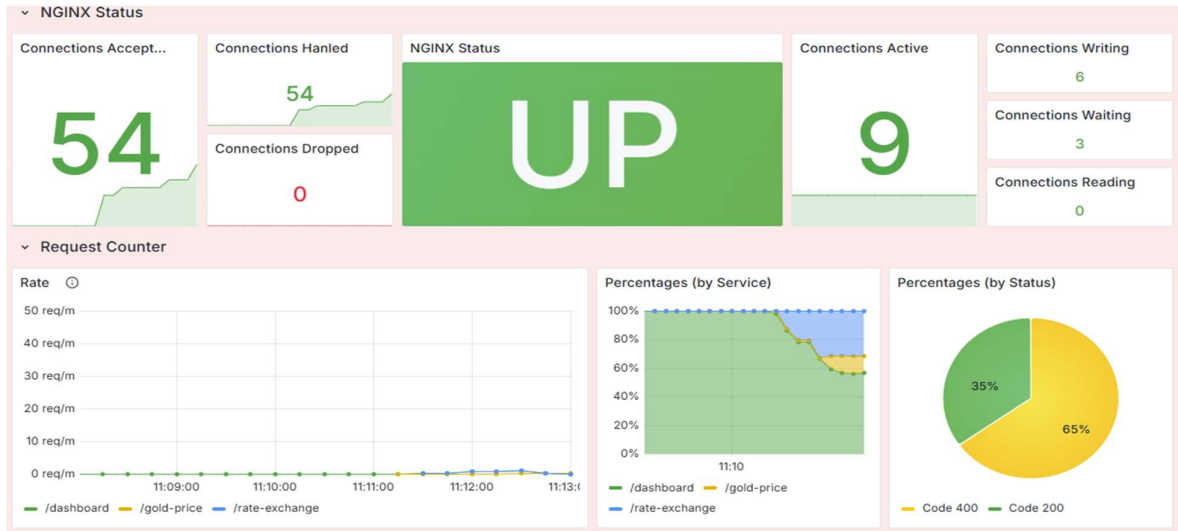 NGINX Status
Connections Accept...
54
Connections Hanled
54
Connections Dropped
0
NGINX Status
UP
Connections Active
9
Connections Writing
6
Connections Waiting
3
Connections Reading
0
Request Counter
Rate
50 req/m
40 req/m
30 req/m
20 req/m
10 req/m
0 req/m
11:09:00 11:10:00 11:11:00 11:12:00 11:13:(
/dashboard /gold-price /rate-exchange
Percentages (by Service)
100%
80%
60%
40%
20%
0%
11:10
/dashboard /gold-price
/rate-exchange
Percentages (by Status)
35%
65%
Code 400 Code 200